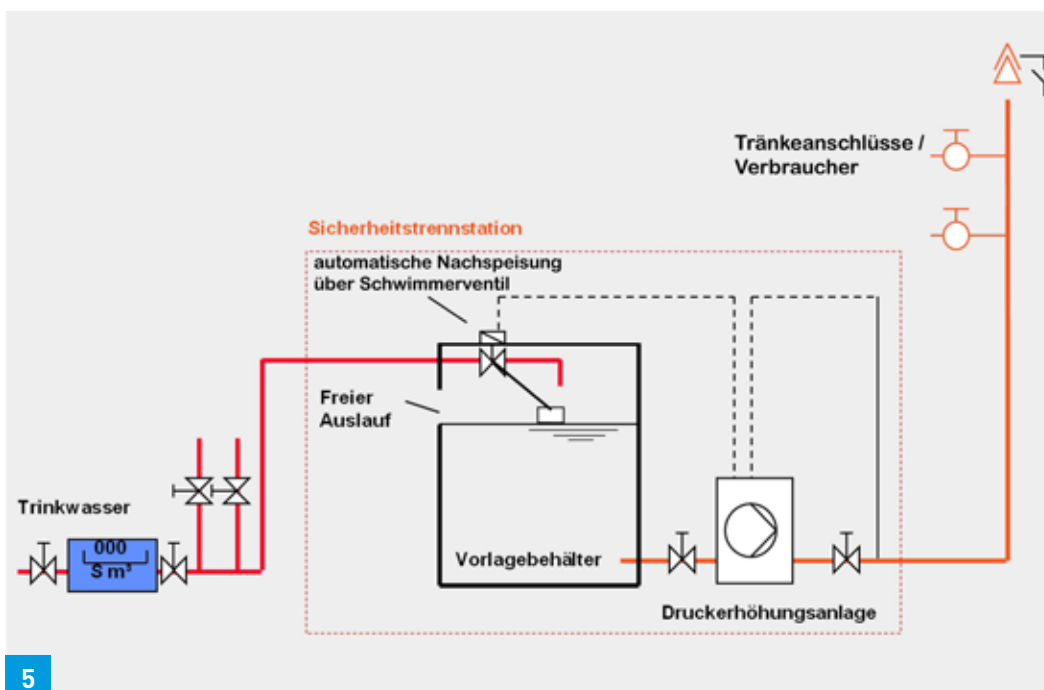 Tränkeanschlüsse /
Verbraucher
Sicherheitstrennstation
automatische Nachspeisung
über Schwimmerventil
Freier
Auslauf
Trinkwasser
000
S m³
Vorlagebehälter
Druckerhöhungsanlage
5